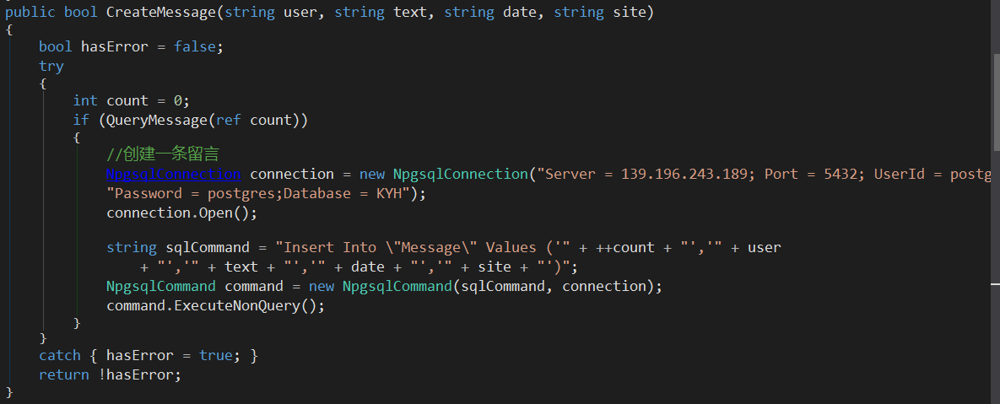 public bool CreateMessage(string user, string text, string date, string site)
{
bool hasError = false;
try
{
int count = 0;
if (QueryMessage(ref count))
{
//创建一条留言
NpgsqlConnection connection = new NpgsqlConnection("Server = 139.196.243.189; Port = 5432; UserId = postg
"Password = postgres;Database = KYH");
connection.Open();
string sqlCommand = "Insert Into \"Message\" Values ('" + ++count + "','" + user
+ "','" + text + "','" + date + "','" + site + "')";
NpgsqlCommand command = new NpgsqlCommand(sqlCommand, connection);
command.ExecuteNonQuery();
}
}
catch { hasError = true; }
return !hasError;
}